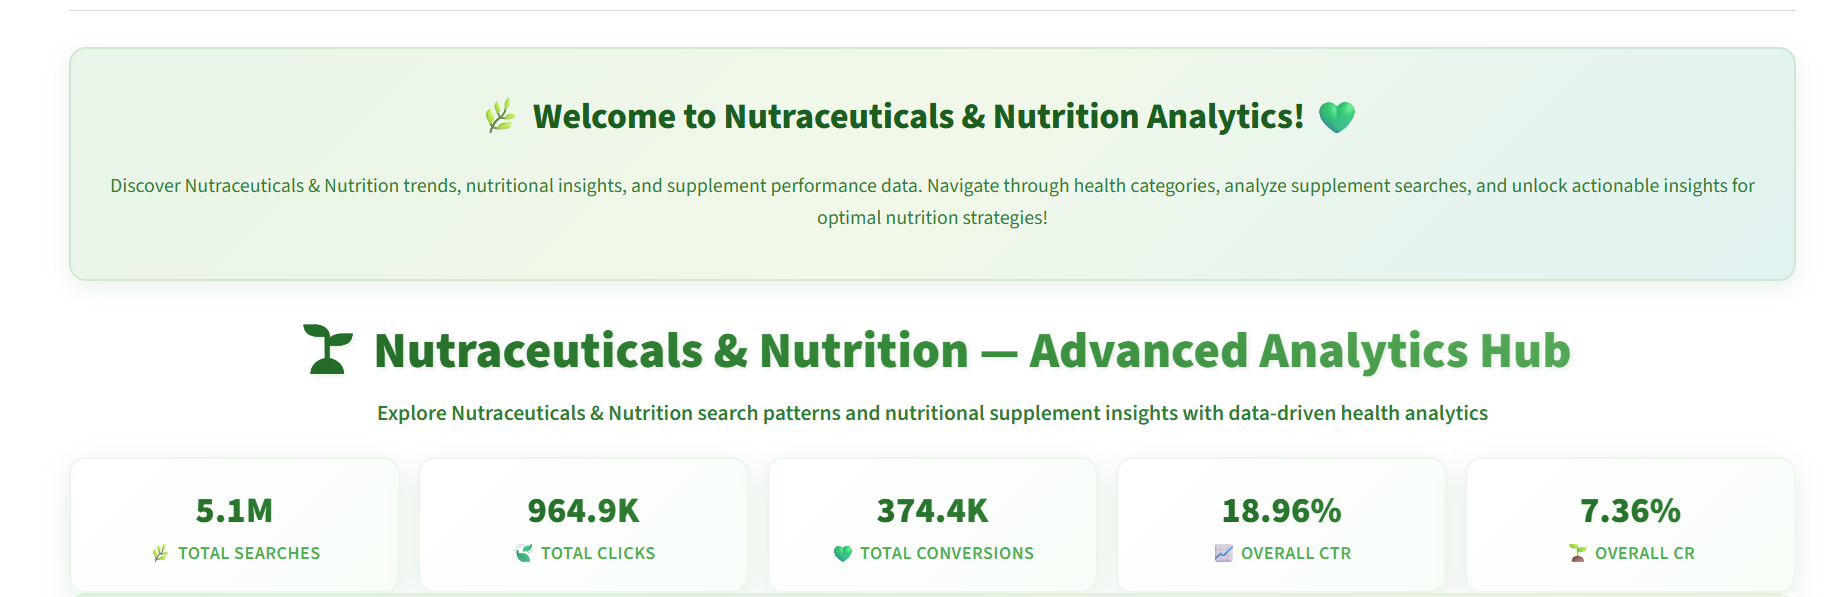 Welcome to Nutraceuticals & Nutrition Analytics!
Discover Nutraceuticals & Nutrition trends, nutritional insights, and supplement performance data. Navigate through health categories, analyze supplement searches, and unlock actionable insights for
optimal nutrition strategies!
Nutraceuticals & Nutrition — Advanced Analytics Hub
Explore Nutraceuticals & Nutrition search patterns and nutritional supplement insights with data-driven health analytics
5.1M
TOTAL SEARCHES
964.9K
TOTAL CLICKS
374.4K
TOTAL CONVERSIONS
18.96%
OVERALL CTR
7.36%
OVERALL CR